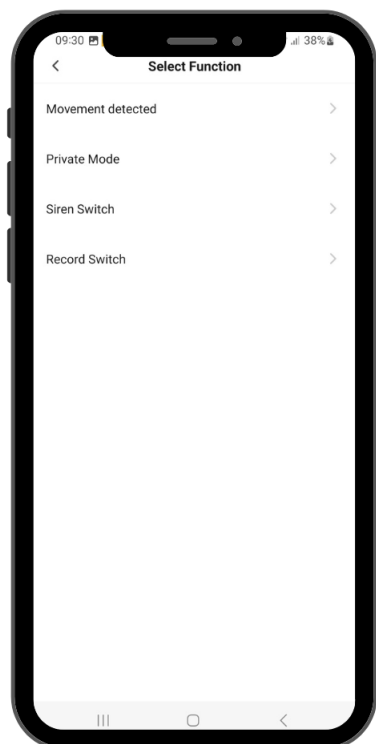 09:30
38%
Select Function
Movement detected
Private Mode
Siren Switch
Record Switch